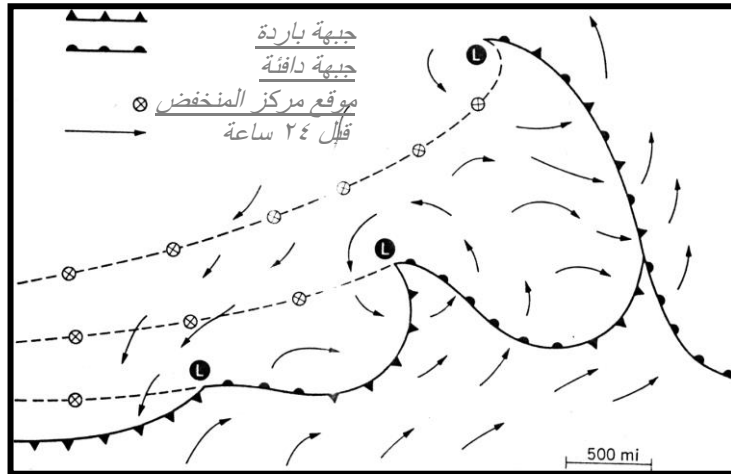 جبهة باردة
جبهة دافئة
موقع مركز المنخفض
قبل ٢٤ ساعة
L
L
L
500 mi